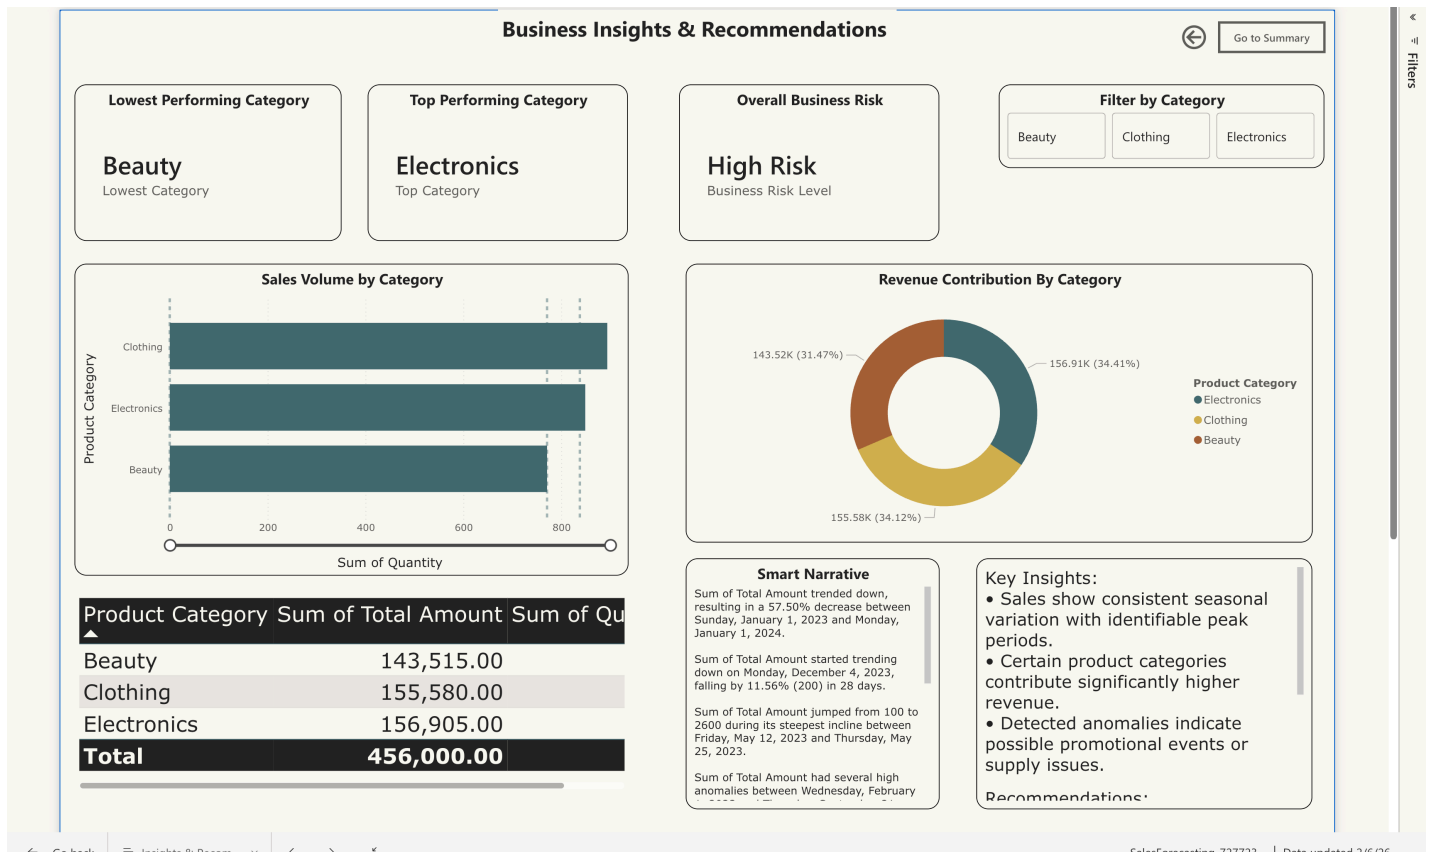 Business Insights & Recommendations
Go to Summary
Filters
Lowest Performing Category
Beauty
Lowest Category
Top Performing Category
Electronics
Top Category
Overall Business Risk
High Risk
Business Risk Level
Filter by Category
Beauty
Clothing
Electronics
Sales Volume by Category
Product Category
Clothing
Electronics
Beauty
0
200
400
600
800
Sum of Quantity
Revenue Contribution By Category
143.52K (31.47%)
156.91K (34.41%)
155.58K (34.12%)
Product Category
Electronics
Clothing
Beauty
Product Category Sum of Total Amount Sum of Qu
Beauty 143,515.00
Clothing 155,580.00
Electronics 156,905.00
Total 456,000.00
Smart Narrative
Sum of Total Amount trended down,
resulting in a 57.50% decrease between
Sunday, January 1, 2023 and Monday,
January 1, 2024.
Sum of Total Amount started trending
down on Monday, December 4, 2023,
falling by 11.56% (200) in 28 days.
Sum of Total Amount jumped from 100 to
2600 during its steepest incline between
Friday, May 12, 2023 and Thursday, May
25, 2023.
Sum of Total Amount had several high
anomalies between Wednesday, February
Key Insights:
• Sales show consistent seasonal
variation with identifiable peak
periods.
• Certain product categories
contribute significantly higher
revenue.
• Detected anomalies indicate
possible promotional events or
supply issues.
Recommendations:
Go back